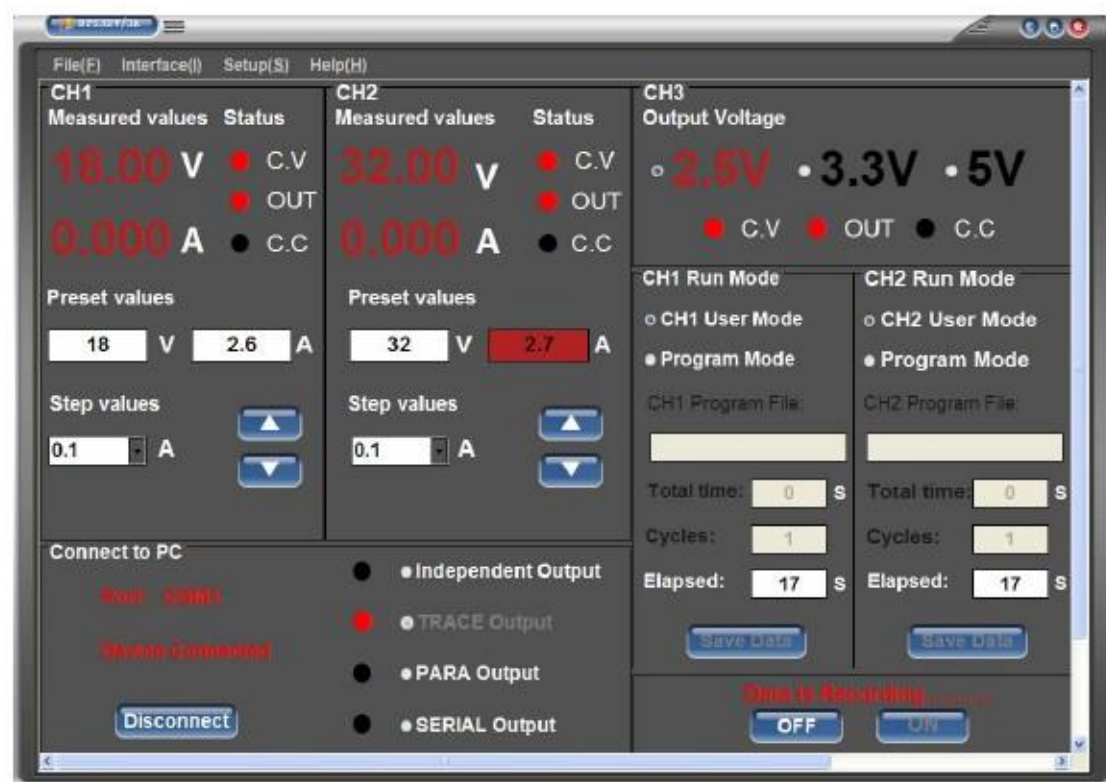 File(F) Interface(I) Setup(S) Help(H)
CH1
Measured values Status
18.00 V C.V
OUT
0.000 A C.C
Preset values
18 V 2.6 A
Step values
0.1 A
CH2
Measured values Status
32.00 V C.V
OUT
0.000 A C.C
Preset values
32 V 2.7 A
Step values
0.1 A
CH3
Output Voltage
2.5V 3.3V 5V
C.V OUT C.C
CH1 Run Mode
CH1 User Mode
Program Mode
CH1 Program File:
Total time: 0 S
Cycles: 1
Elapsed: 17 S
Save Data
CH2 Run Mode
CH2 User Mode
Program Mode
CH2 Program File:
Total time: 0 S
Cycles: 1
Elapsed: 17 S
Save Data
Connect to PC
Device Connected
Disconnect
Independent Output
TRACE Output
PARA Output
SERIAL Output
Data Is Recording
OFF ON